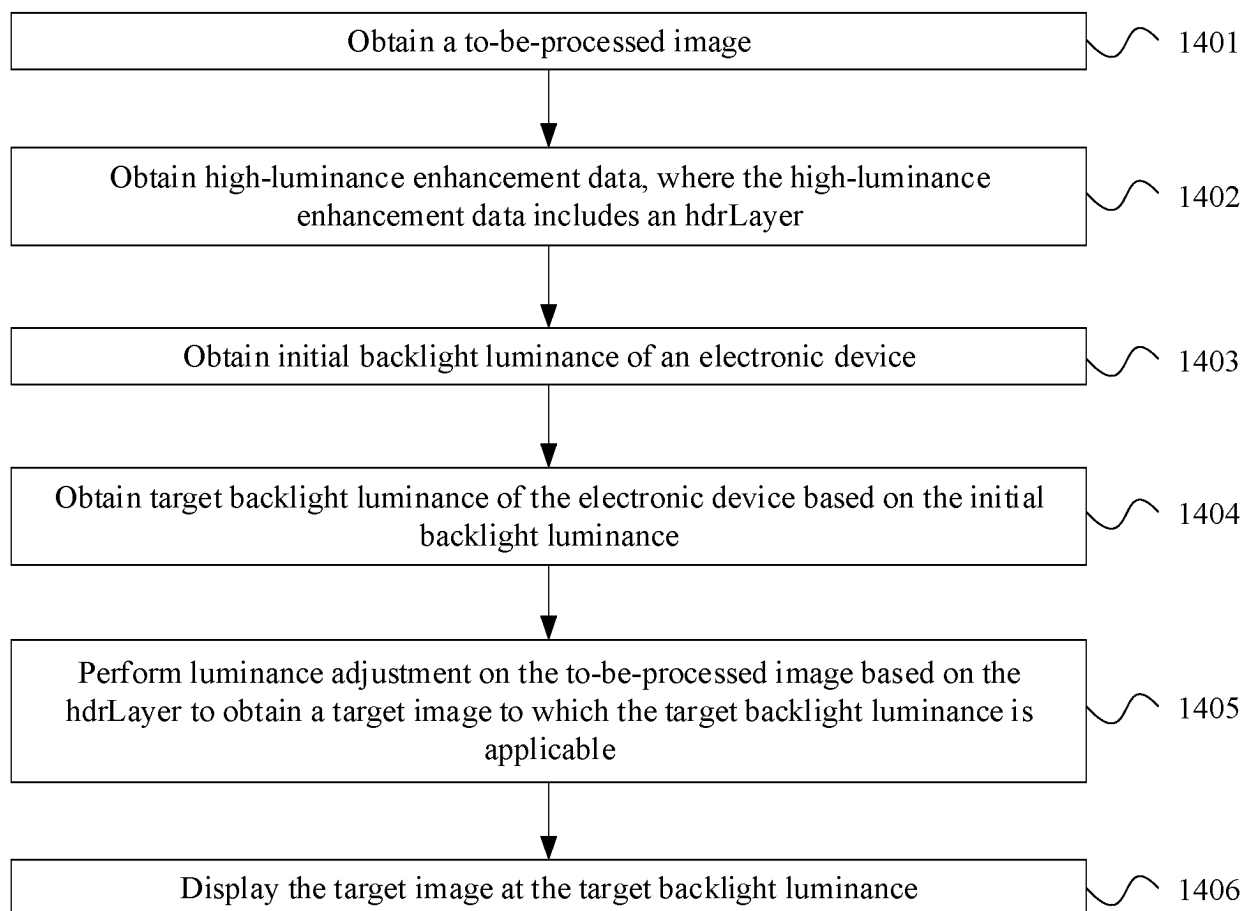 Obtain a to-be-processed image
1401
Obtain high-luminance enhancement data, where the high-luminance
enhancement data includes an hdrLayer
1402
Obtain initial backlight luminance of an electronic device
1403
Obtain target backlight luminance of the electronic device based on the initial
backlight luminance
1404
Perform luminance adjustment on the to-be-processed image based on the
hdrLayer to obtain a target image to which the target backlight luminance is
applicable
1405
Display the target image at the target backlight luminance
1406